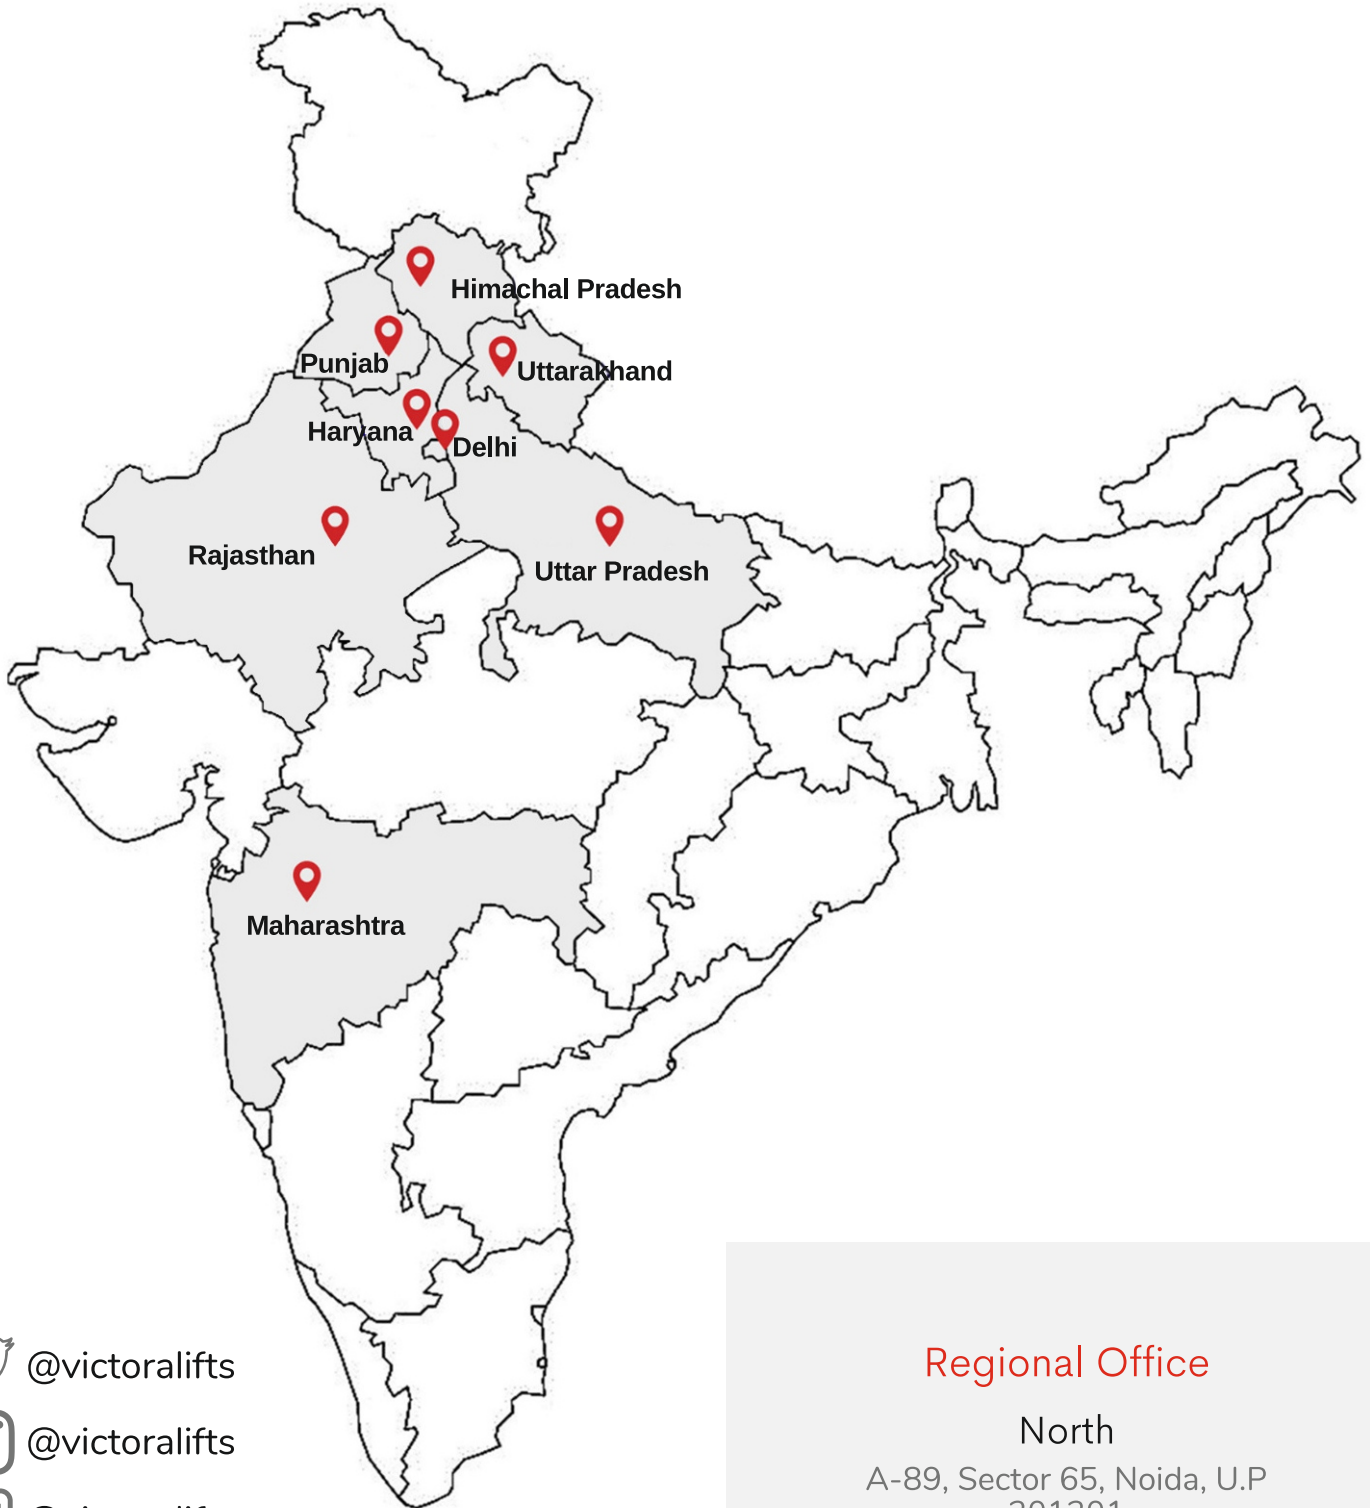 Himachal Pradesh
Punjab
Uttarakhand
Haryana
Delhi
Rajasthan
Uttar Pradesh
Maharashtra
@victoralifts
@victoralifts
Regional Office
North
A-89, Sector 65, Noida, U.P